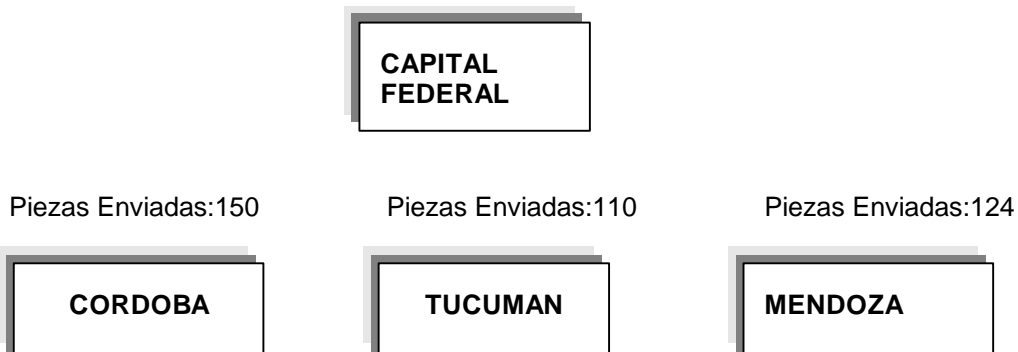 CAPITAL
FEDERAL
Piezas Enviadas:150
Piezas Enviadas:110
Piezas Enviadas:124
CORDOBA
TUCUMAN
MENDOZA